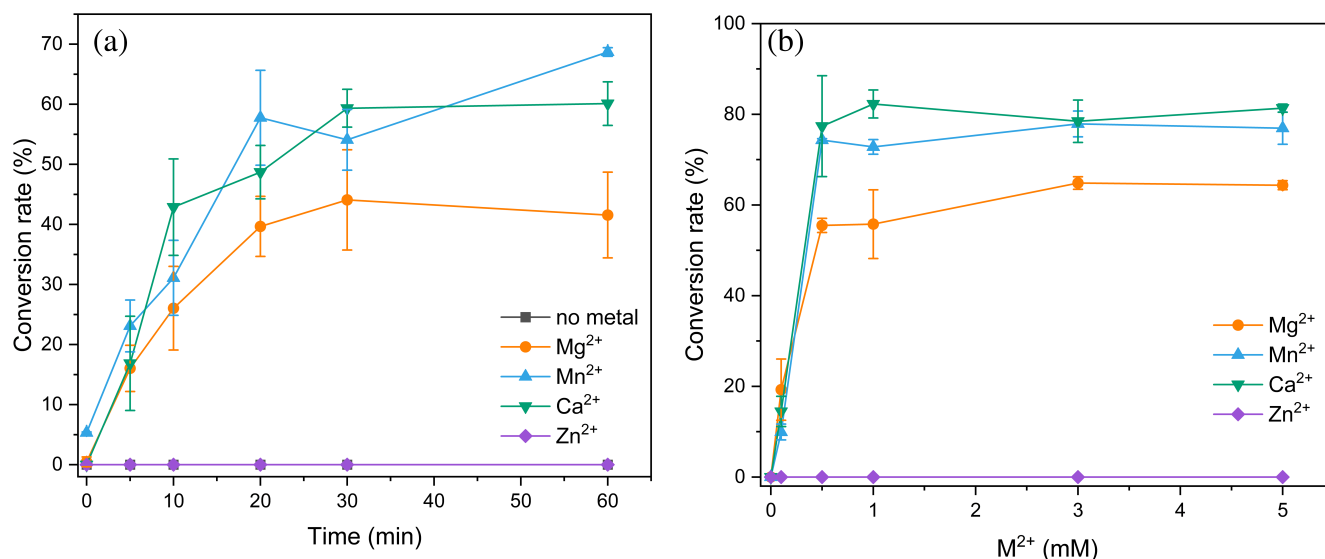 (a)
Conversion rate (%)
70
60
50
40
30
20
10
0
0 10 20 30 40 50 60
Time (min)
no metal
Mg²⁺
Mn²⁺
Ca²⁺
Zn²⁺
(b)
Conversion rate (%)
100
80
60
40
20
0
0 1 2 3 4 5
M²⁺ (mM)
Mg²⁺
Mn²⁺
Ca²⁺
Zn²⁺